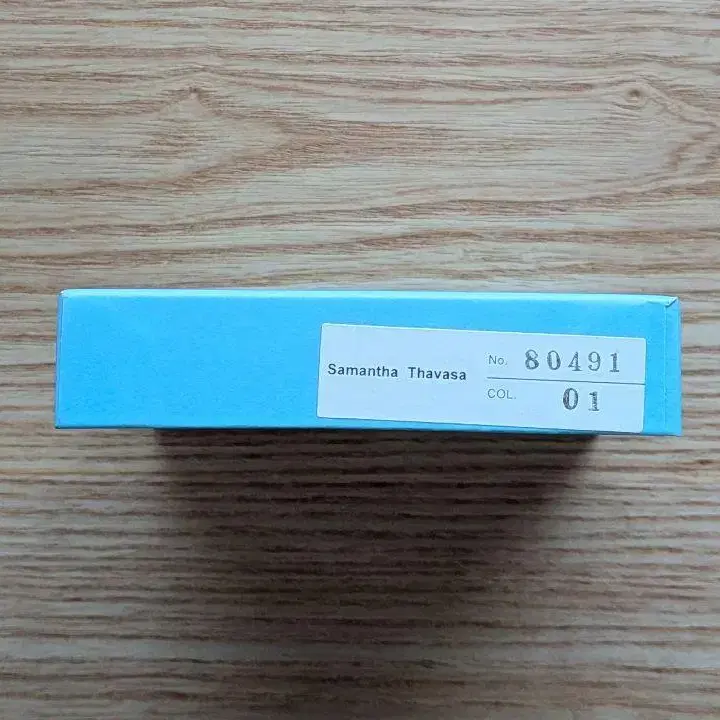 Samantha Thavasa
No. 80491
COL. 01